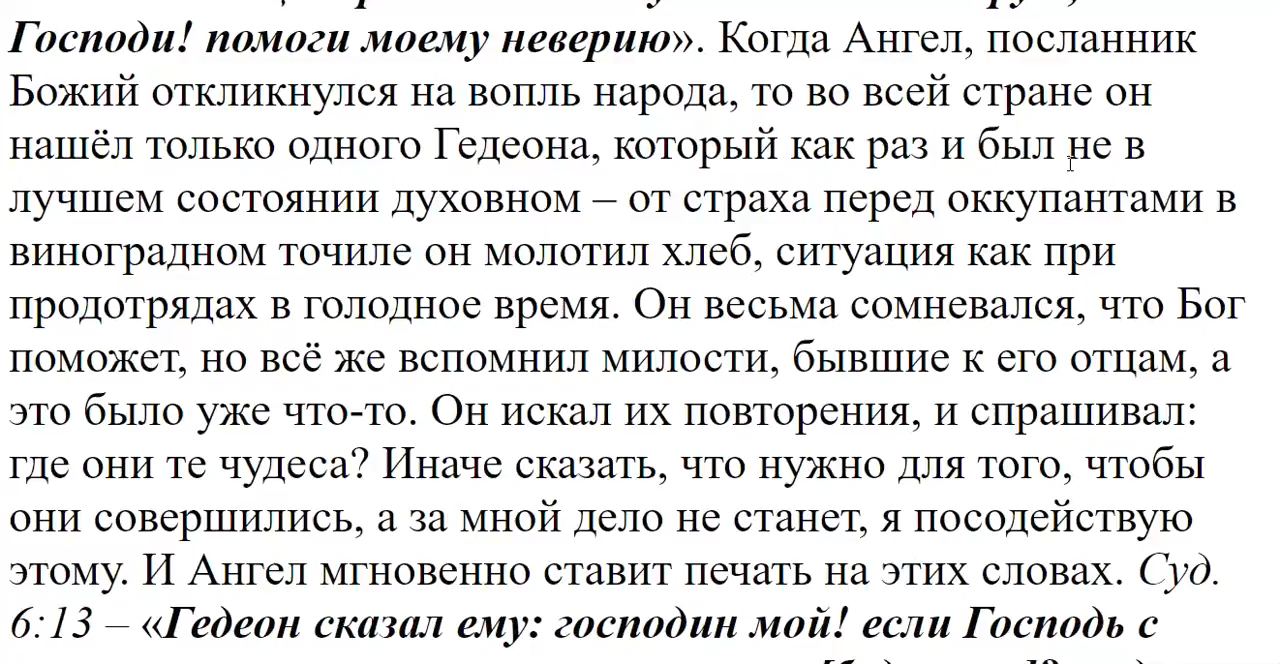 Господи! помоги моему неверию». Когда Ангел, посланник
Божий откликнулся на вопль народа, то во всей стране он
нашёл только одного Гедеона, который как раз и был не в
лучшем состоянии духовном – от страха перед оккупантами в
виноградном точиле он молотил хлеб, ситуация как при
продотрядах в голодное время. Он весьма сомневался, что Бог
поможет, но всё же вспомнил милости, бывшие к его отцам, а
это было уже что-то. Он искал их повторения, и спрашивал:
где они те чудеса? Иначе сказать, что нужно для того, чтобы
они совершились, а за мной дело не станет, я посодействую
этому. И Ангел мгновенно ставит печать на этих словах. Суд.
6:13 – «Гедеон сказал ему: господин мой! если Господь с